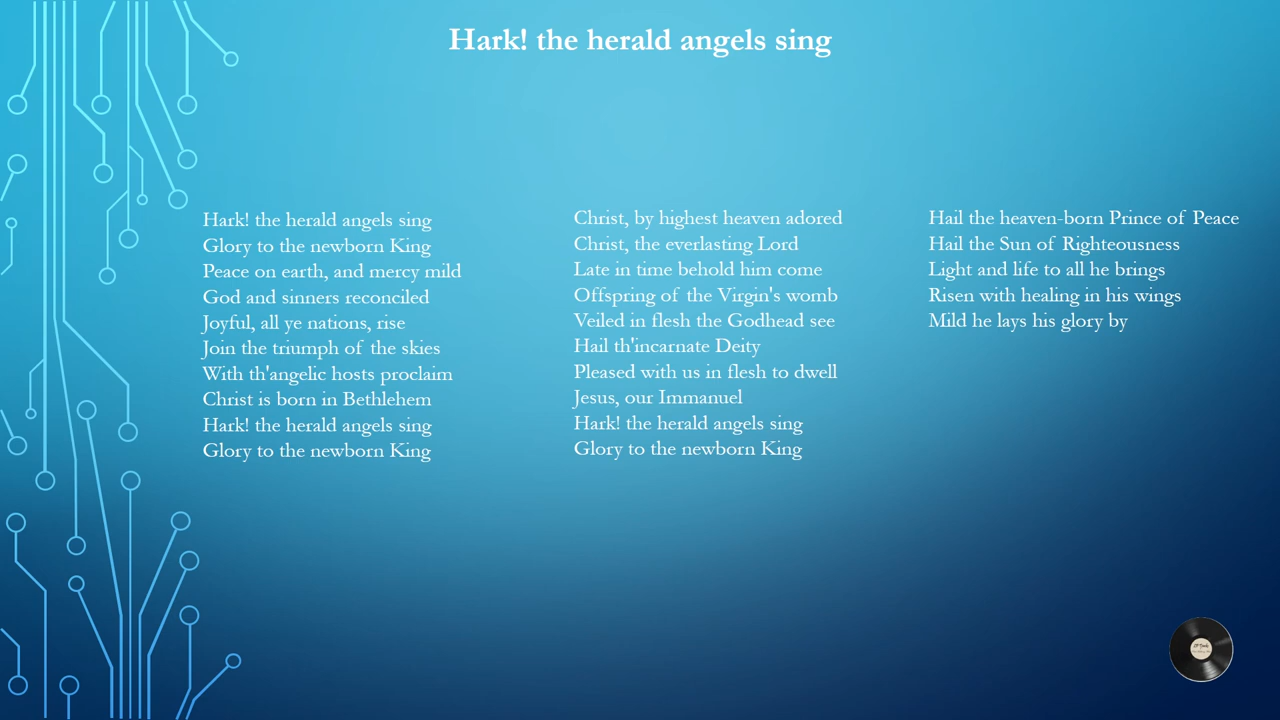 Hark! the herald angels sing
Hark! the herald angels sing
Glory to the newborn King
Peace on earth, and mercy mild
God and sinners reconciled
Joyful, all ye nations, rise
Join the triumph of the skies
With th'angelic hosts proclaim
Christ is born in Bethlehem
Hark! the herald angels sing
Glory to the newborn King
Christ, by highest heaven adored
Christ, the everlasting Lord
Late in time behold him come
Offspring of the Virgin's womb
Veiled in flesh the Godhead see
Hail th'incarnate Deity
Pleased with us in flesh to dwell
Jesus, our Immanuel
Hark! the herald angels sing
Glory to the newborn King
Hail the heaven-born Prince of Peace
Hail the Sun of Righteousness
Light and life to all he brings
Risen with healing in his wings
Mild he lays his glory by